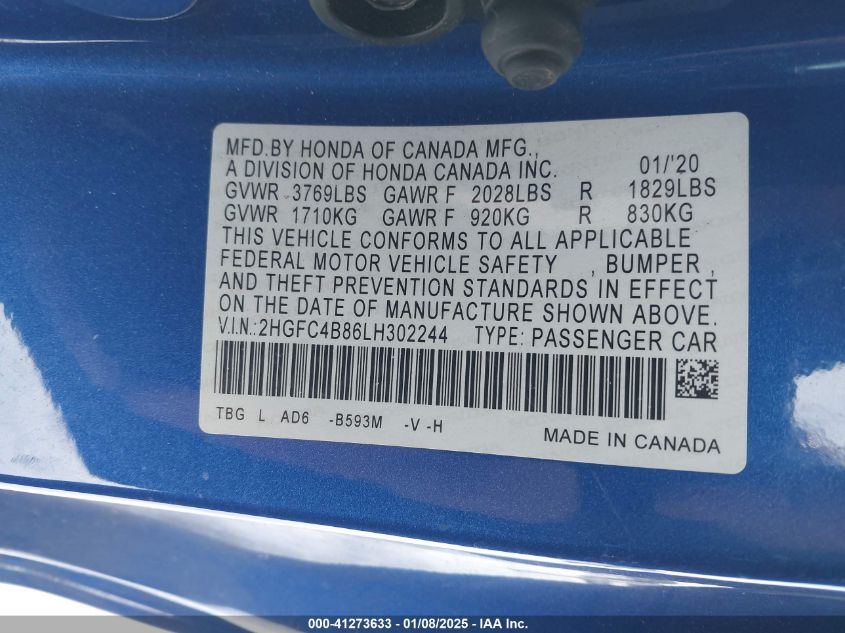 MFD.BY HONDA OF CANADA MFG.,
A DIVISION OF HONDA CANADA INC. 01/'20
GVWR 3769LBS GAWR F 2028LBS R 1829LBS
GVWR 1710KG GAWR F 920KG R 830KG
THIS VEHICLE CONFORMS TO ALL APPLICABLE
FEDERAL MOTOR VEHICLE SAFETY , BUMPER ,
AND THEFT PREVENTION STANDARDS IN EFFECT
ON THE DATE OF MANUFACTURE SHOWN ABOVE.
V.I.N.:2HGFC4B86LH302244 TYPE: PASSENGER CAR
TBG L AD6 -B593M -V -H
MADE IN CANADA
000-41273633 - 01/08/2025 - IAA Inc.